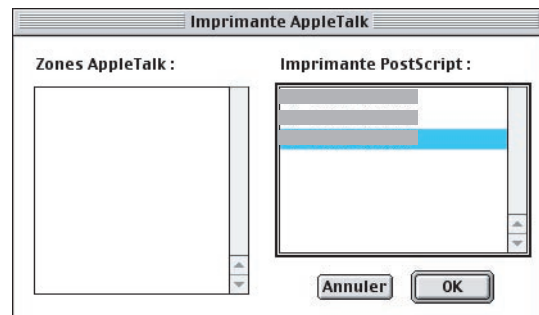 Imprimante AppleTalk
Zones AppleTalk :
Imprimante PostScript :
Annuler
OK